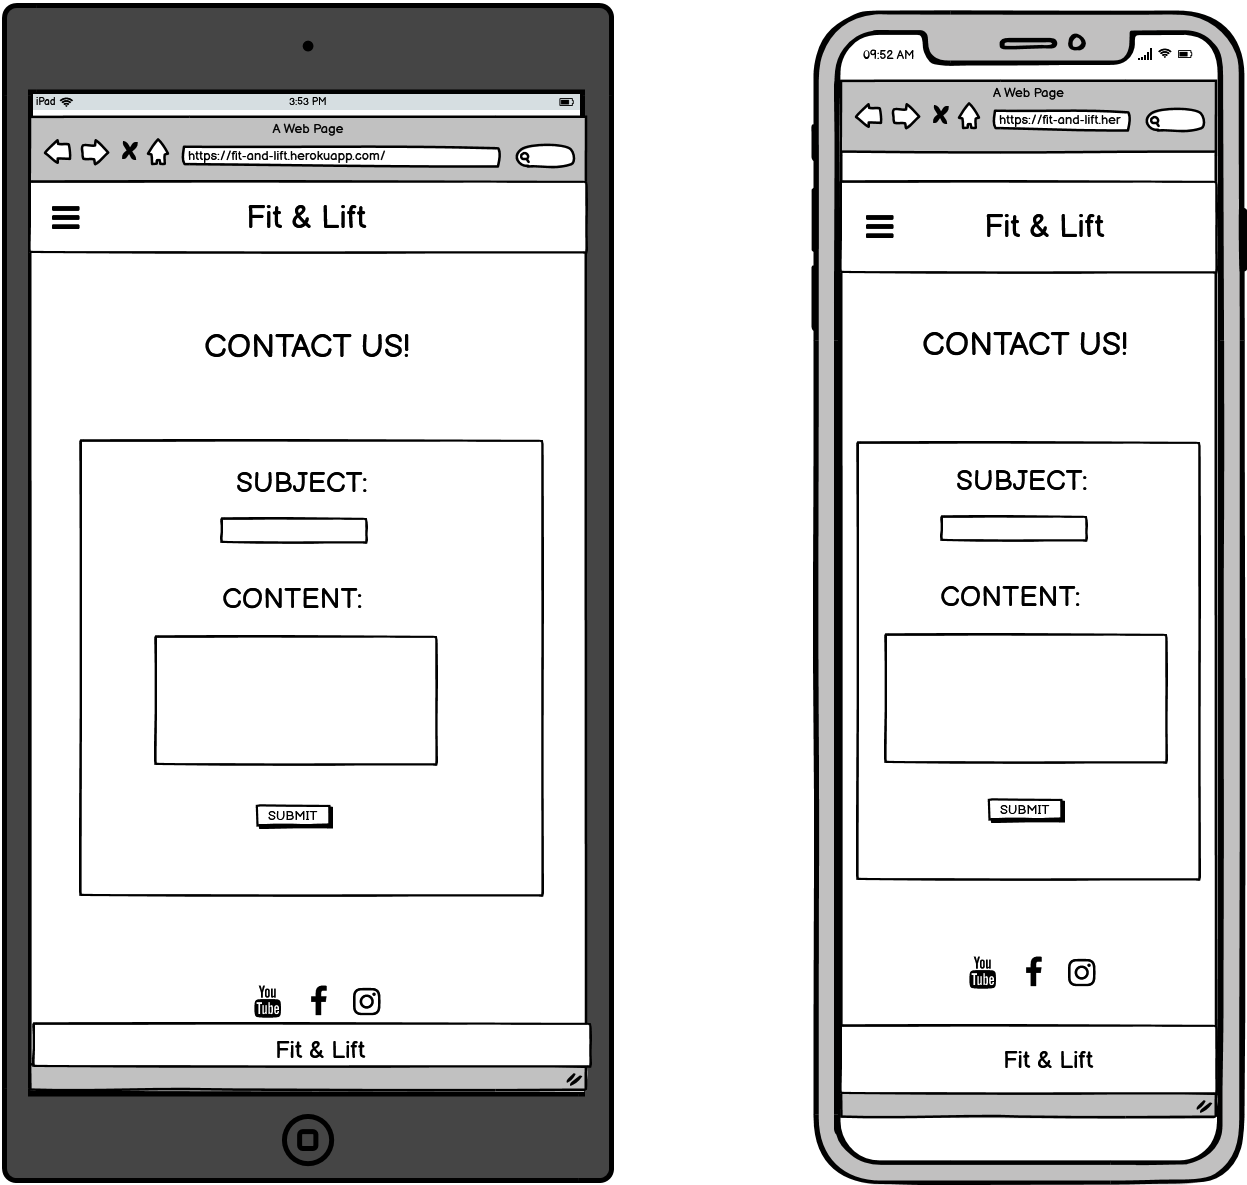 iPad 3:53 PM
A Web Page
https://fit-and-lift.herokuapp.com/
Fit & Lift
CONTACT US!
SUBJECT:
CONTENT:
SUBMIT
You
Tube
Fit & Lift
09:52 AM
A Web Page
https://fit-and-lift.her
Fit & Lift
CONTACT US!
SUBJECT:
CONTENT:
SUBMIT
You
Tube
Fit & Lift